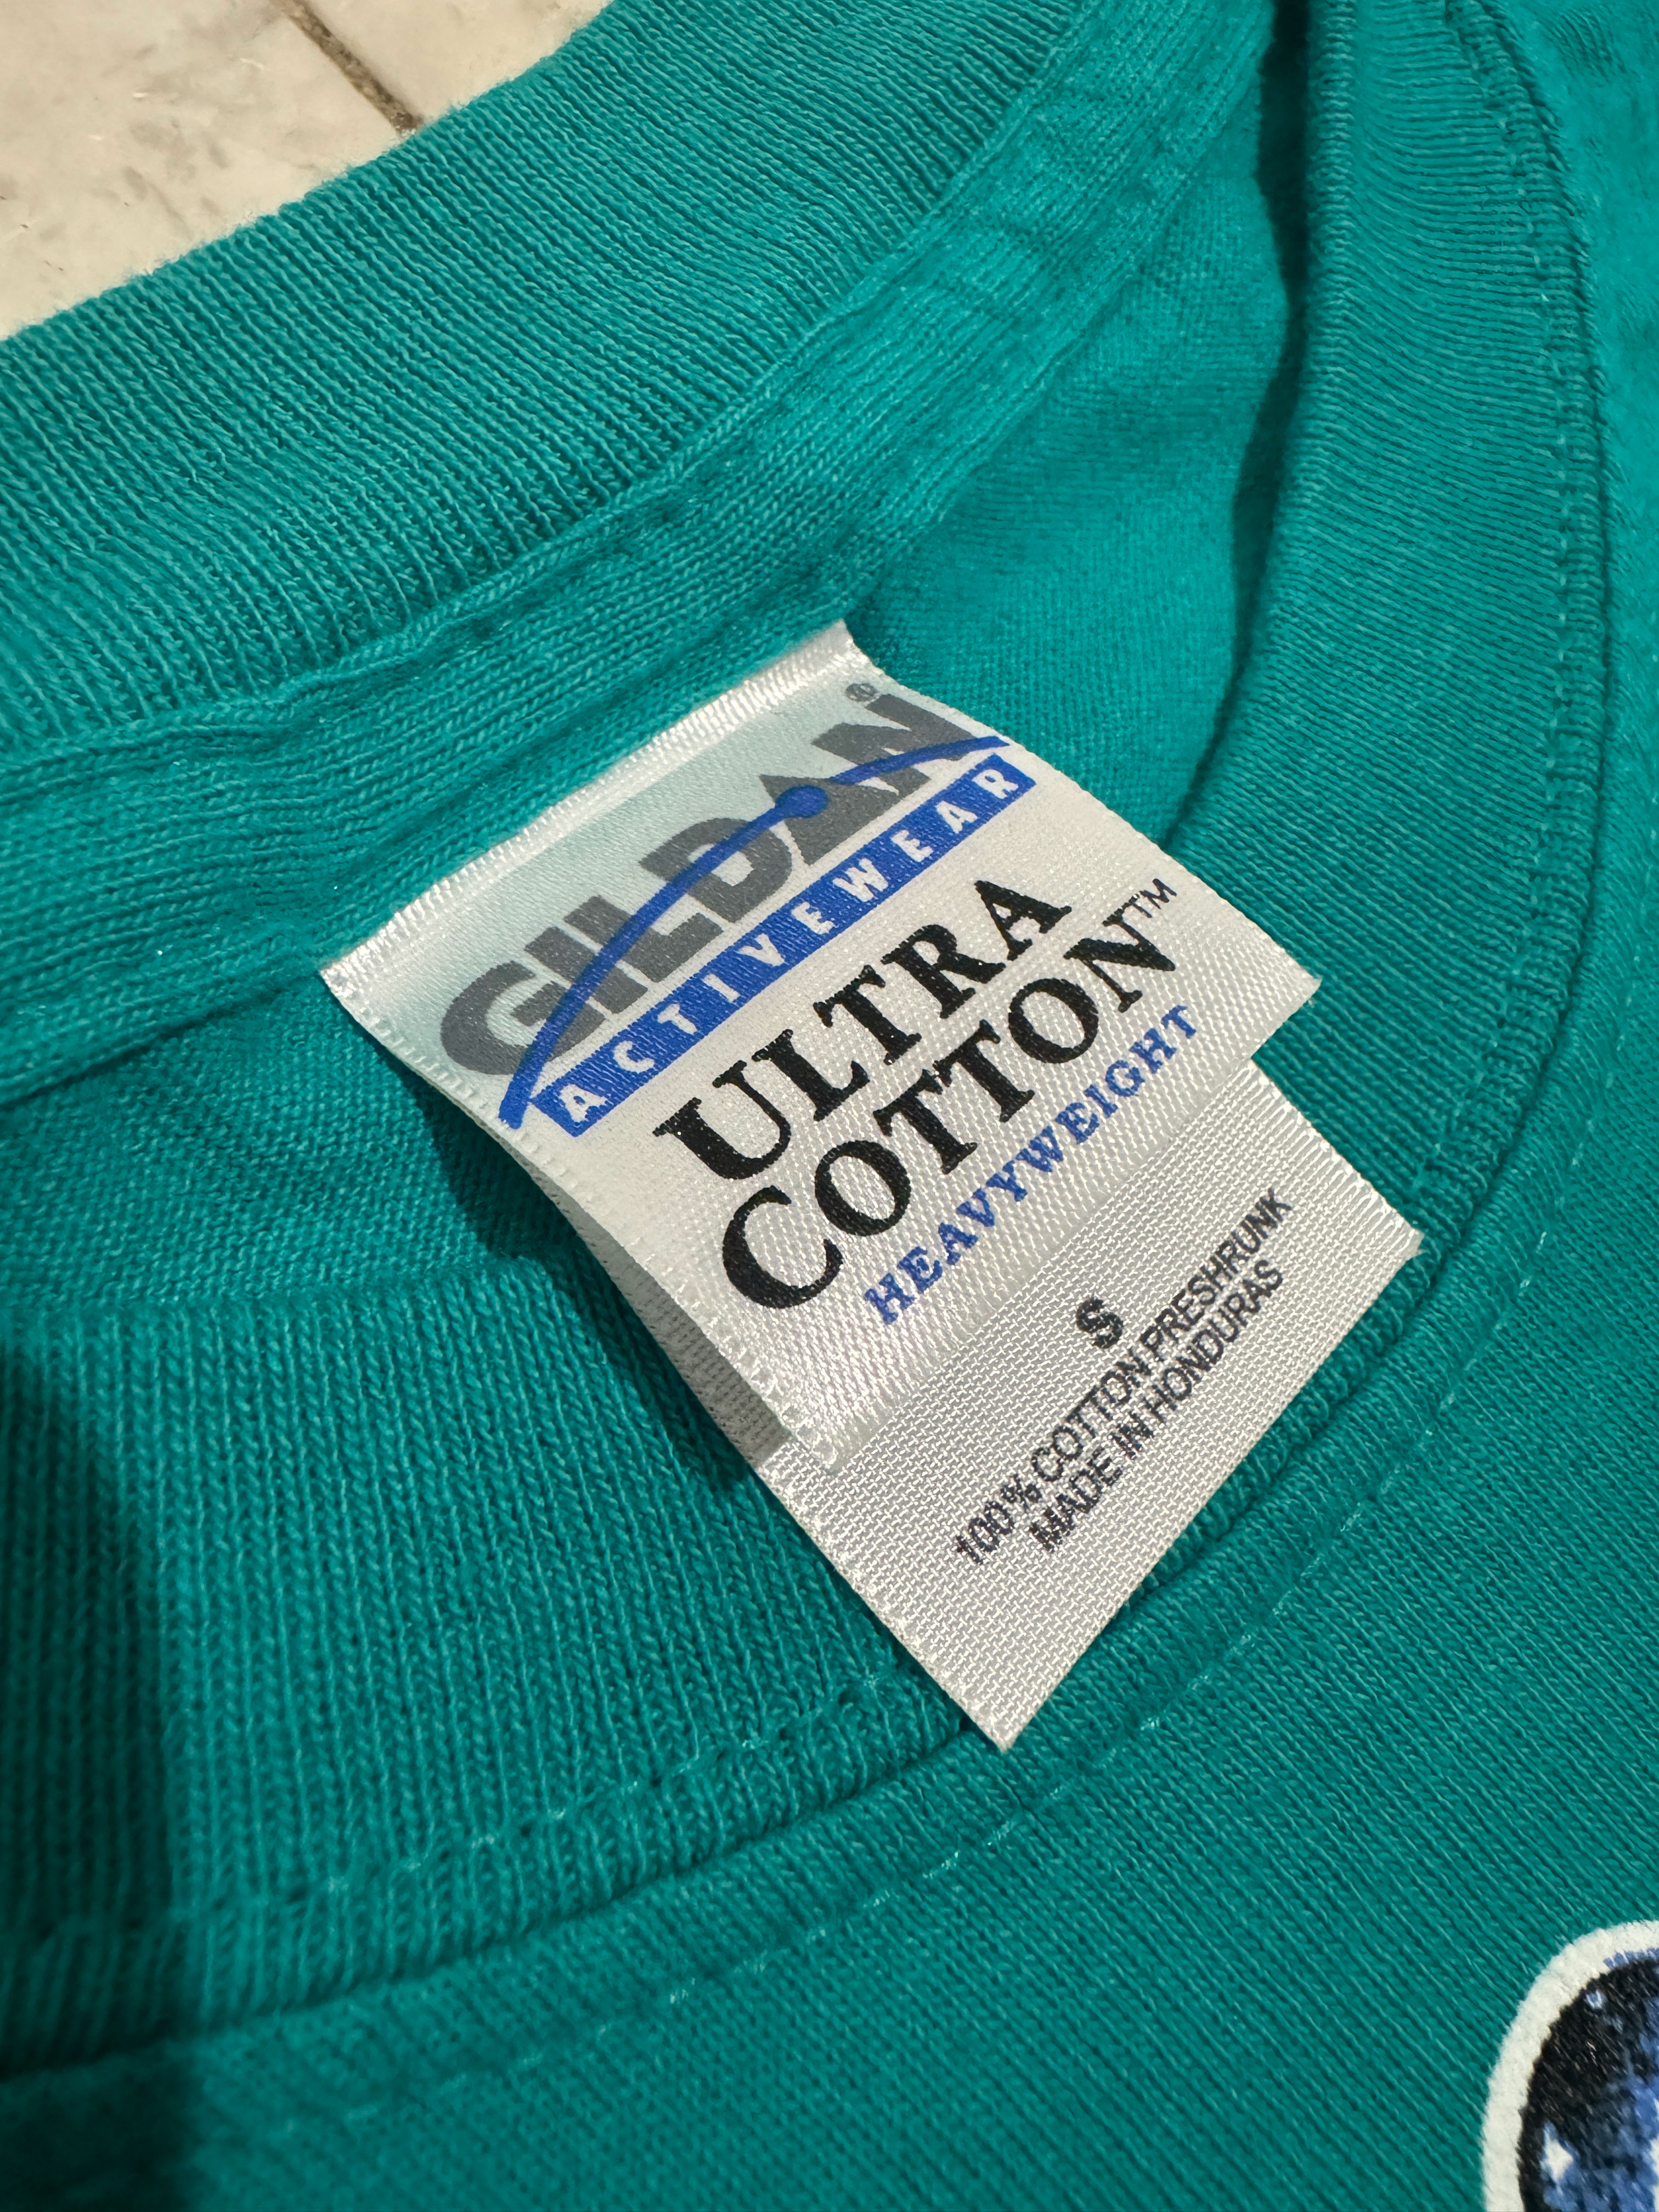 GILDAN®
ACTIVEWEAR
ULTRA
COTTON™
HEAVYWEIGHT
S
100% COTTON PRESHRUNK
MADE IN HONDURAS